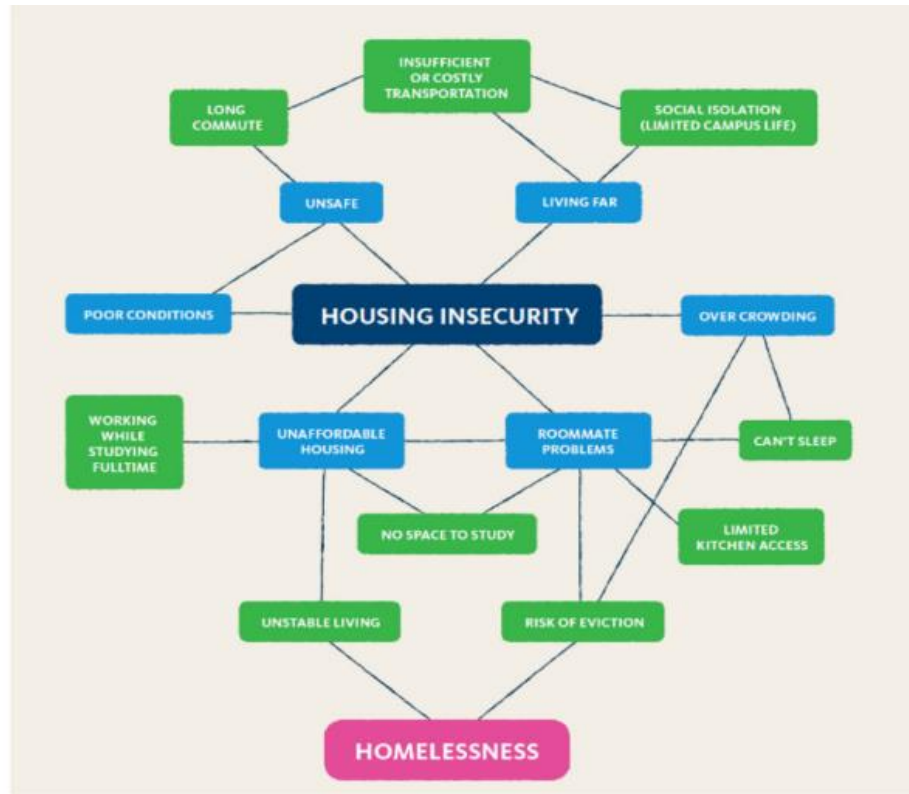 INSUFFICIENT
OR COSTLY
TRANSPORTATION
LONG
COMMUTE
SOCIAL ISOLATION
(LIMITED CAMPUS LIFE)
UNSAFE
LIVING FAR
POOR CONDITIONS
HOUSING INSECURITY
OVER CROWDING
WORKING
WHILE
STUDYING
FULLTIME
UNAFFORDABLE
HOUSING
ROOMMATE
PROBLEMS
CAN'T SLEEP
NO SPACE TO STUDY
LIMITED
KITCHEN ACCESS
UNSTABLE LIVING
RISK OF EVICTION
HOMELESSNESS